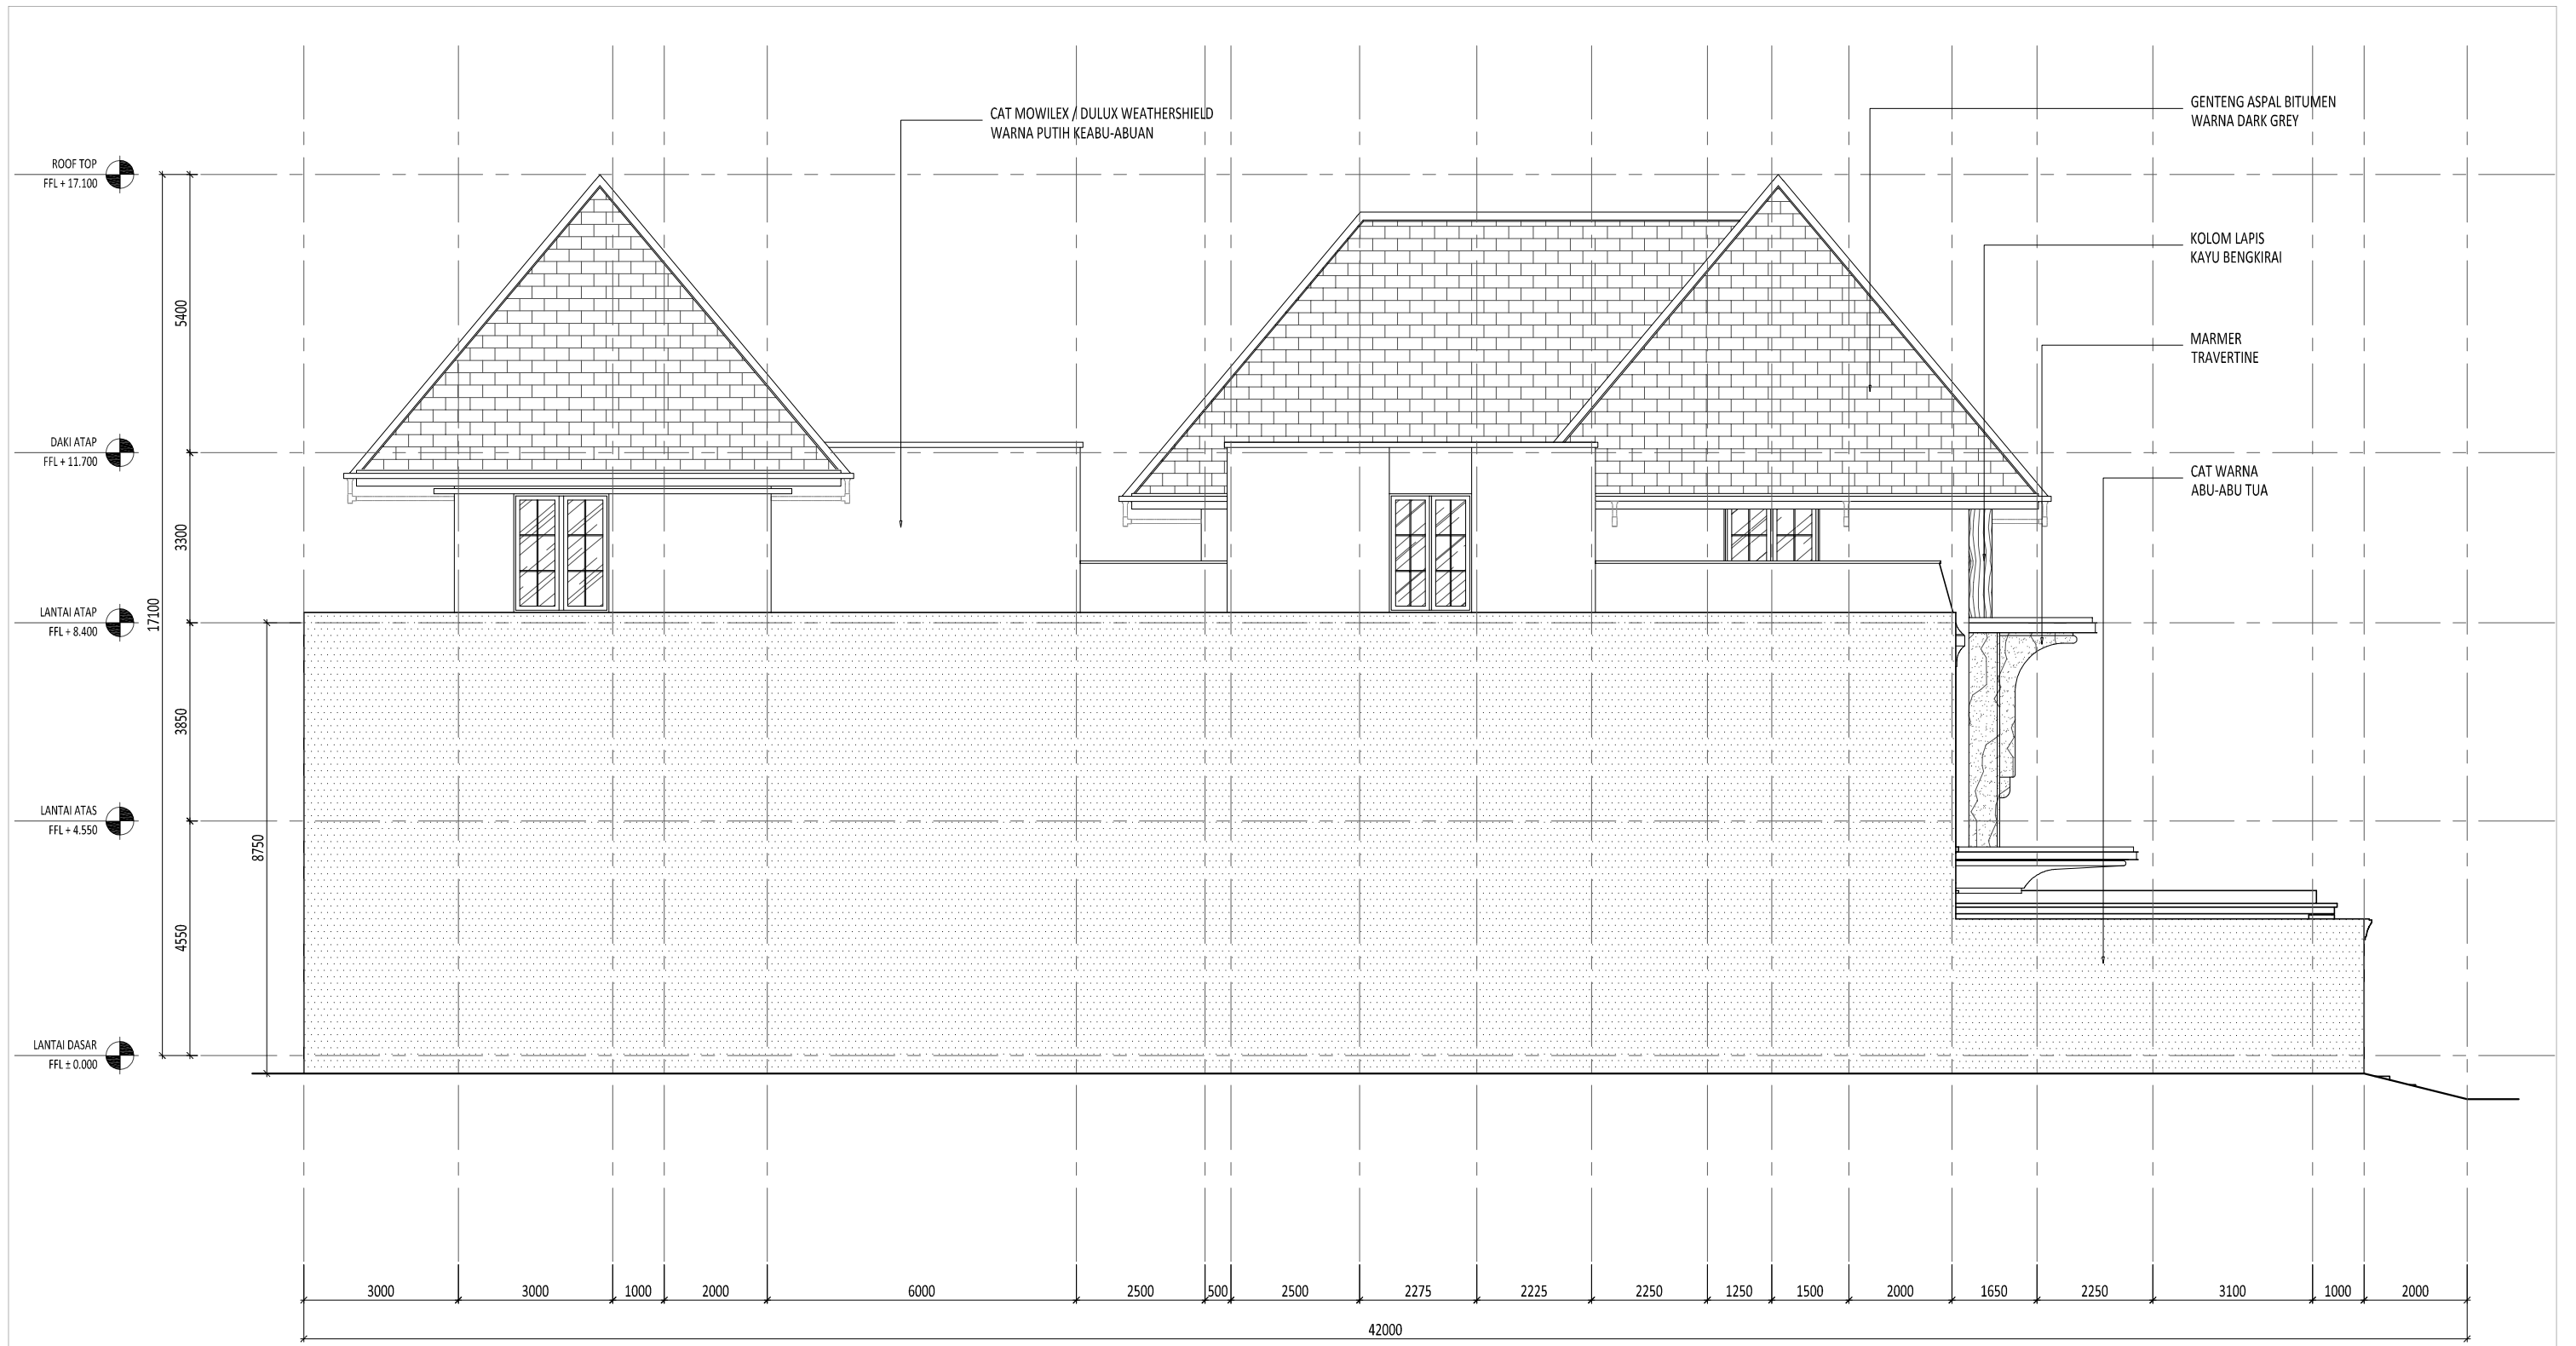 CAT MOWILEX / DULUX WEATHERSHIELD
WARNA PUTIH KEABU-ABUAN
GENTENG ASPAL BITUMEN
WARNA DARK GREY
KOLOM LAPIS
KAYU BENGKIRAI
MARMER
TRAVERTINE
CAT WARNA
ABU-ABU TUA
ROOF TOP
FFL + 17.100
DAKI ATAP
FFL + 11.700
LANTAI ATAP
FFL + 8.400
LANTAI ATAS
FFL + 4.550
LANTAI DASAR
FFL ± 0.000
17100
5400
3300
3850
4550
8750
3000
3000
1000
2000
6000
2500
500
2500
2275
2225
2250
1250
1500
2000
1650
2250
3100
1000
2000
42000